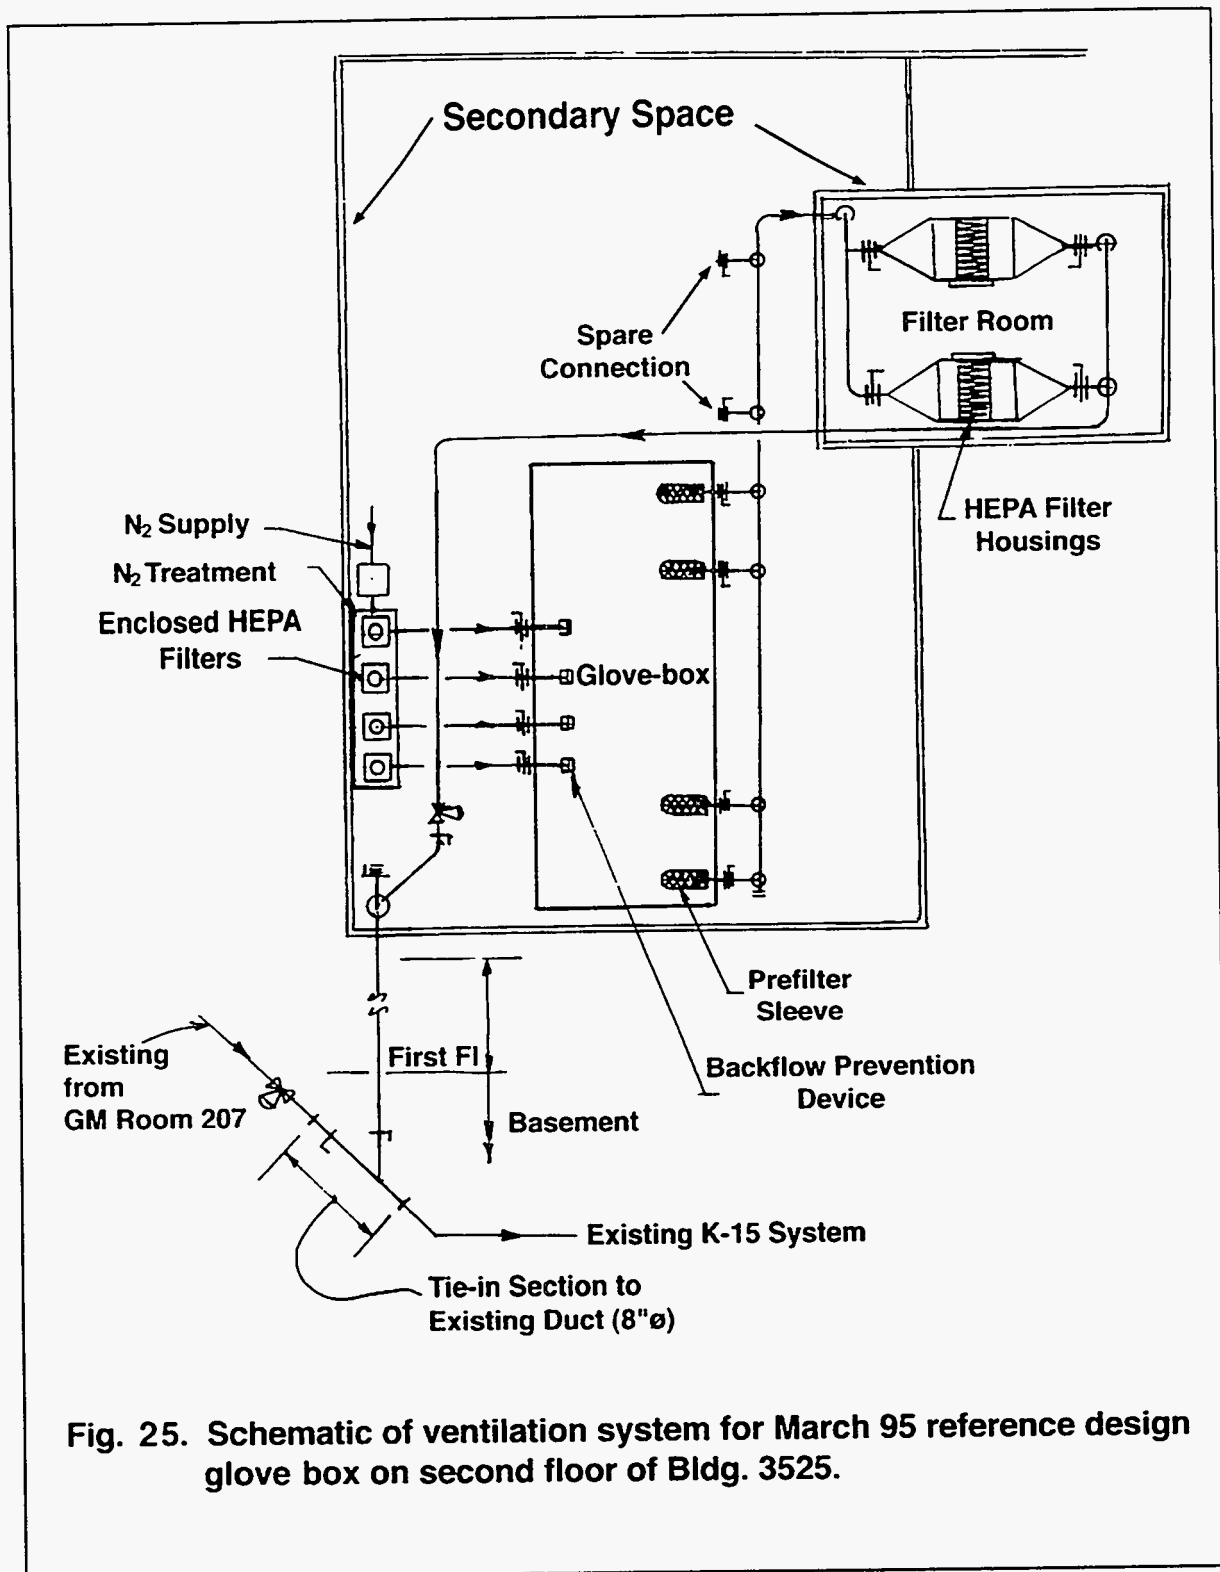 Secondary Space
Spare
Connection
Filter Room
HEPA Filter
Housings
N₂ Supply
N₂ Treatment
Enclosed HEPA
Filters
Glove-box
Prefilter
Sleeve
Backflow Prevention
Device
Existing
from
GM Room 207
First Fl
Basement
Existing K-15 System
Tie-in Section to
Existing Duct (8"ø)
Fig. 25. Schematic of ventilation system for March 95 reference design
glove box on second floor of Bldg. 3525.